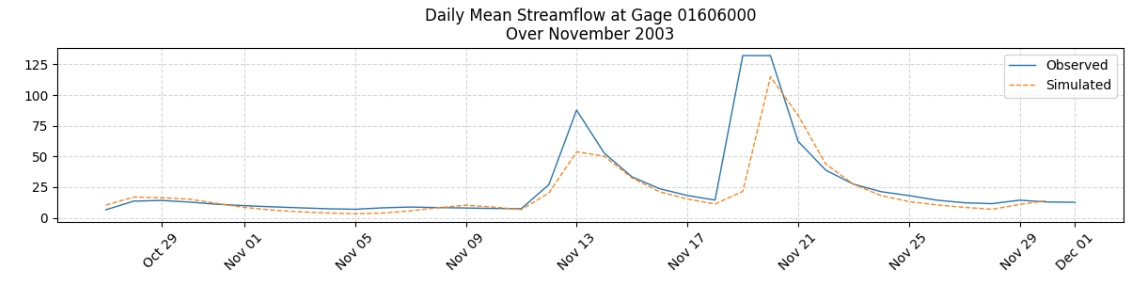 Daily Mean Streamflow at Gage 01606000
Over November 2003
125
100
75
50
25
0
Observed
Simulated
Oct 29
Nov 01
Nov 05
Nov 09
Nov 13
Nov 17
Nov 21
Nov 25
Nov 29
Dec 01